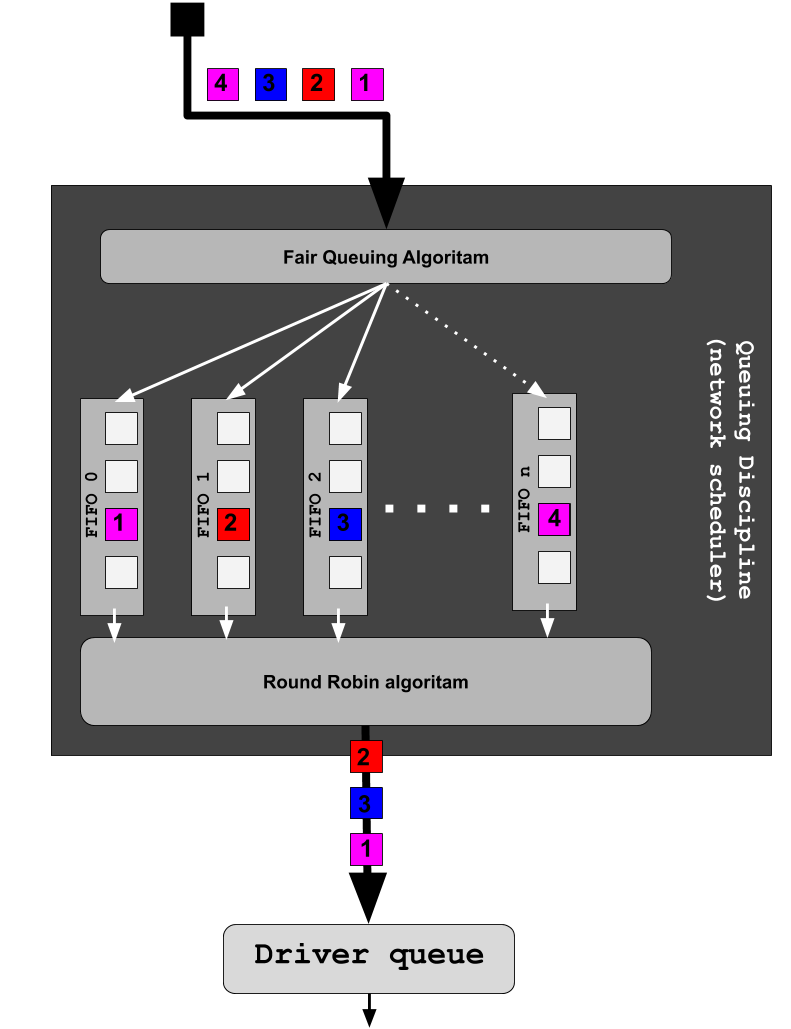 4 3 2 1
Fair Queuing Algoritam
Queuing Discipline
(network scheduler)
FIFO 0
1
FIFO 1
2
FIFO 2
3
FIFO n
4
Round Robin algoritam
2
3
1
Driver queue